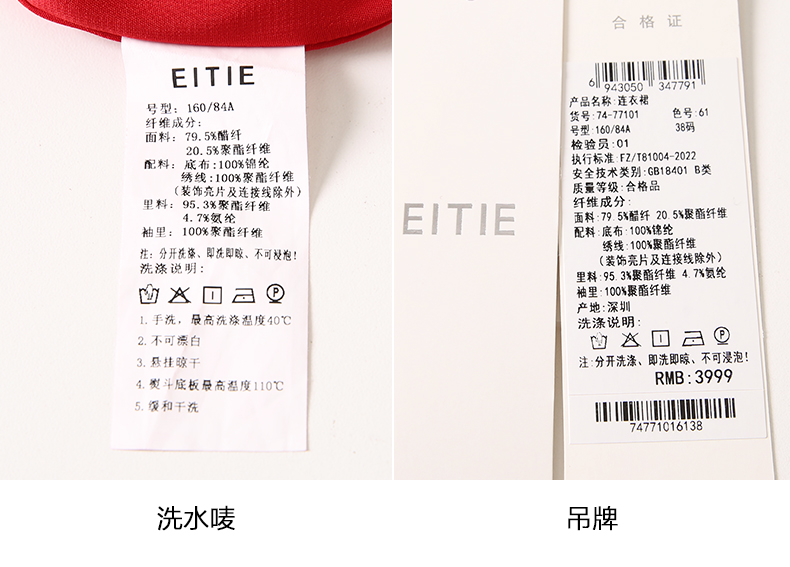 EITIE
号型: 160/84A
纤维成分:
面料: 79.5%醋纤
20.5%聚酯纤维
配料: 底布:100%锦纶
绣线:100%聚酯纤维
(装饰亮片及连接线除外)
里料: 95.3%聚酯纤维
4.7%氨纶
袖里: 100%聚酯纤维
注: 分开洗涤、即洗即晾、不可浸泡!
洗涤说明:
P
1. 手洗，最高洗涤温度40℃
2. 不可漂白
3. 悬挂晾干
4. 熨斗底板最高温度110℃
5. 缓和干洗
洗水唛
EITIE
合格证
6 943050 347791
产品名称: 连衣裙
货号: 74-77101 色号: 61
号型: 160/84A 38码
检验员: 01
执行标准: FZ/T81004-2022
安全技术类别: GB18401 B类
质量等级: 合格品
纤维成分:
面料: 79.5%醋纤 20.5%聚酯纤维
配料: 底布: 100%锦纶
绣线: 100%聚酯纤维
(装饰亮片及连接线除外)
里料: 95.3%聚酯纤维 4.7%氨纶
袖里: 100%聚酯纤维
产地: 深圳
洗涤说明:
P
注: 分开洗涤、即洗即晾、不可浸泡!
RMB: 3999
74771016138
吊牌